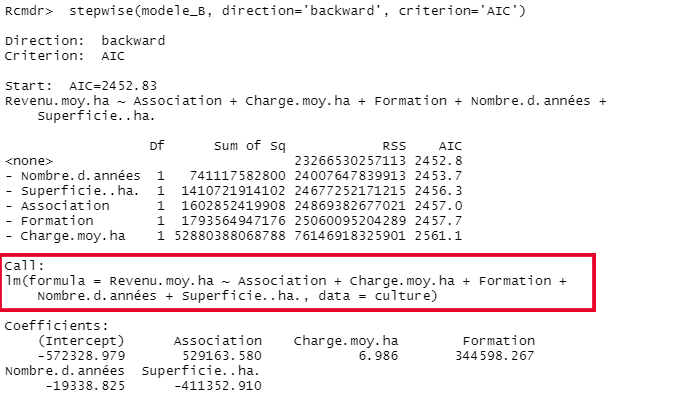 Rcmdr>  stepwise(modele_B, direction='backward', criterion='AIC')
Direction:  backward
Criterion:  AIC
Start:  AIC=2452.83
Revenu.moy.ha ~ Association + Charge.moy.ha + Formation + Nombre.d.années +
    Superficie..ha.
                  Df     Sum of Sq            RSS    AIC
<none>                             23266530257113 2452.8
- Nombre.d.années  1   741117582800 24007647839913 2453.7
- Superficie..ha.  1  1410721914102 24677252171215 2456.3
- Association      1  1602852419908 24869382677021 2457.0
- Formation        1  1793564947176 25060095204289 2457.7
- Charge.moy.ha    1 52880388068788 76146918325901 2561.1
Call:
lm(formula = Revenu.moy.ha ~ Association + Charge.moy.ha + Formation +
    Nombre.d.années + Superficie..ha., data = culture)
Coefficients:
    (Intercept)      Association    Charge.moy.ha        Formation
    -572328.979       529163.580            6.986       344598.267
Nombre.d.années  Superficie..ha.
     -19338.825      -411352.910